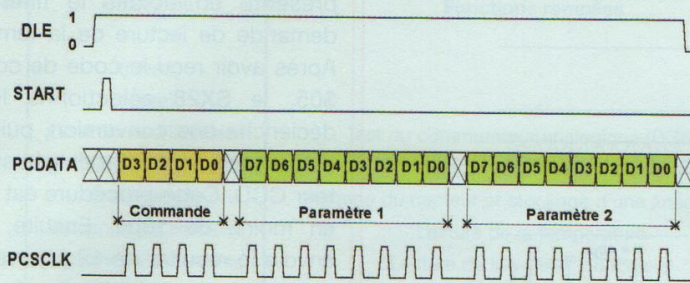 DLE 1
0
START
PCDATA D3 D2 D1 D0 D7 D6 D5 D4 D3 D2 D1 D0 D7 D6 D5 D4 D3 D2 D1 D0
Commande Paramètre 1 Paramètre 2
PCSCLK